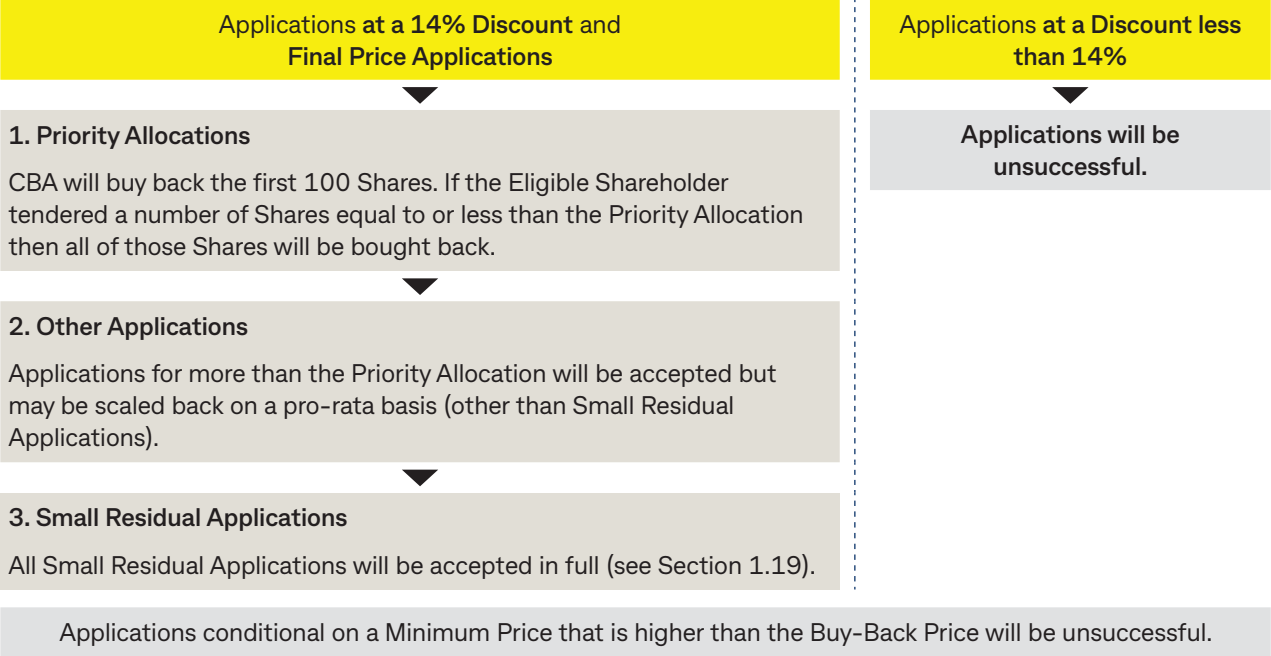 Applications at a 14% Discount and
Final Price Applications
1. Priority Allocations
CBA will buy back the first 100 Shares. If the Eligible Shareholder
tendered a number of Shares equal to or less than the Priority Allocation
then all of those Shares will be bought back.
2. Other Applications
Applications for more than the Priority Allocation will be accepted but
may be scaled back on a pro-rata basis (other than Small Residual
Applications).
3. Small Residual Applications
All Small Residual Applications will be accepted in full (see Section 1.19).
Applications at a Discount less
than 14%
Applications will be
unsuccessful.
Applications conditional on a Minimum Price that is higher than the Buy-Back Price will be unsuccessful.